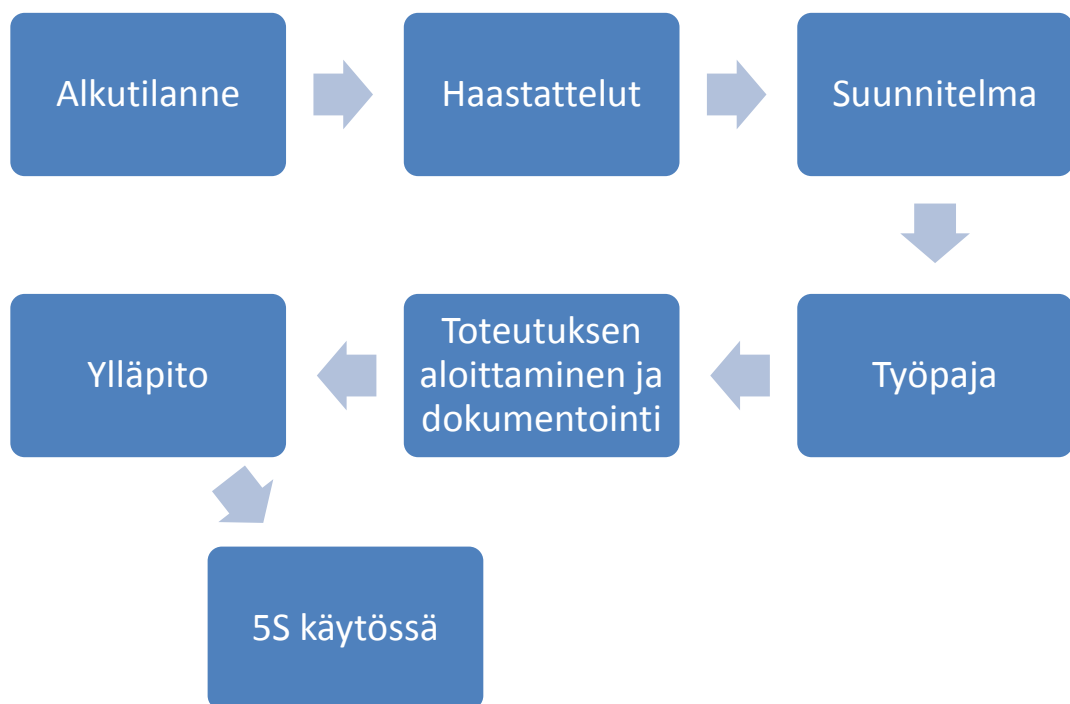 Alkutilanne
Haastattelut
Suunnitelma
Työpaja
Toteutuksen
aloittaminen ja
dokumentointi
Ylläpito
5S käytössä